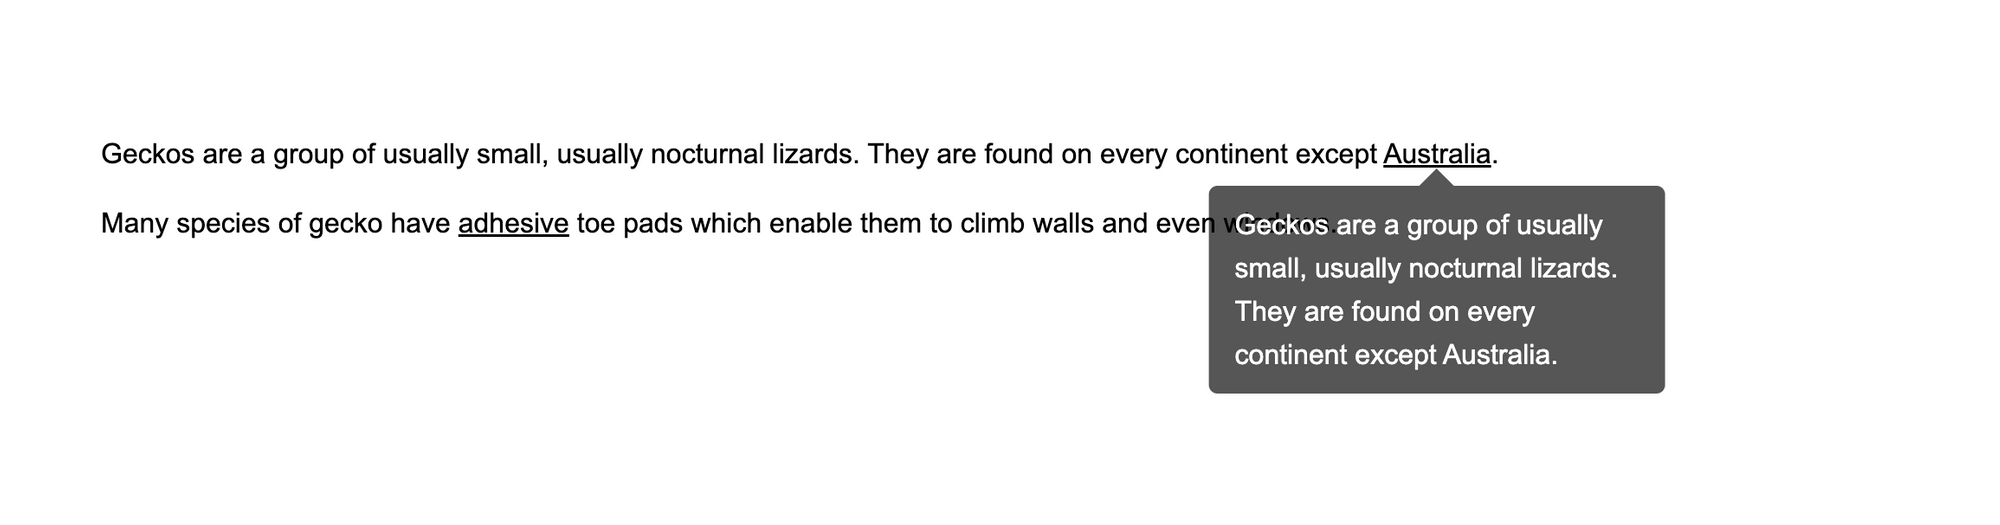 Geckos are a group of usually small, usually nocturnal lizards. They are found on every continent except Australia.
Many species of gecko have adhesive toe pads which enable them to climb walls and even
Geckos are a group of usually
small, usually nocturnal lizards.
They are found on every
continent except Australia.